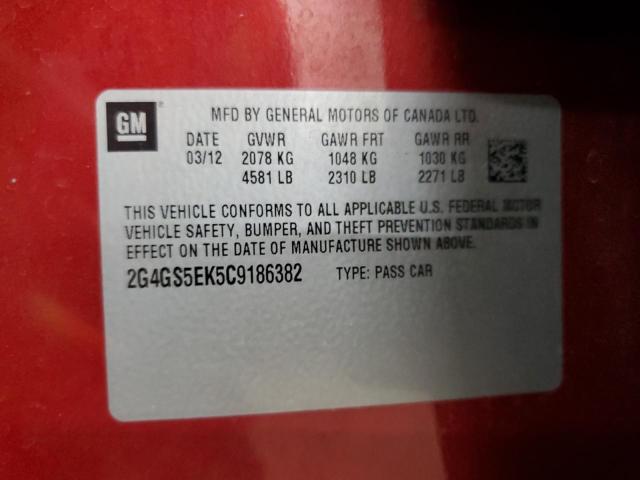 GM
MFD BY GENERAL MOTORS OF CANADA LTD.
DATE GVWR GAWR FRT GAWR RR
03/12 2078 KG 1048 KG 1030 KG
4581 LB 2310 LB 2271 LB
THIS VEHICLE CONFORMS TO ALL APPLICABLE U.S. FEDERAL MOTOR
VEHICLE SAFETY, BUMPER, AND THEFT PREVENTION STANDARDS IN
EFFECT ON THE DATE OF MANUFACTURE SHOWN ABOVE.
2G4GS5EK5C9186382 TYPE: PASS CAR